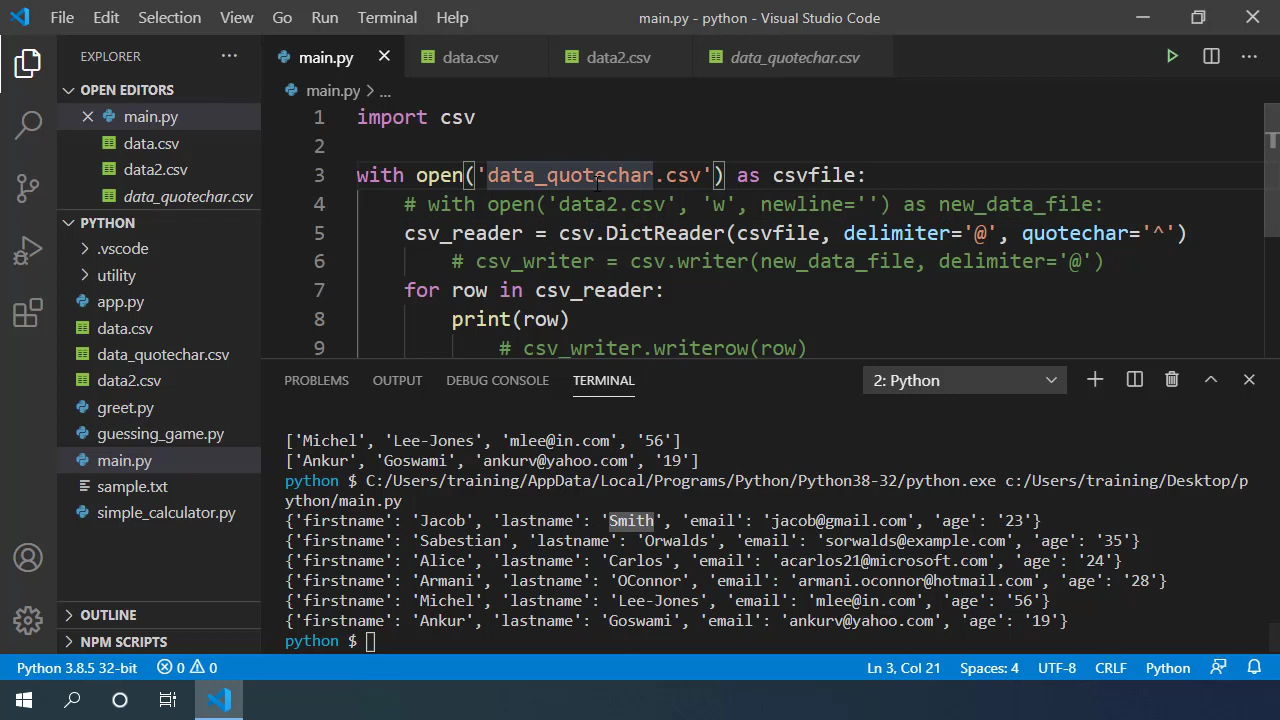 File Edit Selection View Go Run Terminal Help main.py - python - Visual Studio Code
EXPLORER ···
main.py data.csv data2.csv data_quotechar.csv
OPEN EDITORS
main.py
data.csv
data2.csv
data_quotechar.csv
PYTHON
.vscode
utility
app.py
data.csv
data_quotechar.csv
data2.csv
greet.py
guessing_game.py
main.py
sample.txt
simple_calculator.py
OUTLINE
NPM SCRIPTS
main.py > ...
1 import csv
2
3 with open('data_quotechar.csv') as csvfile:
4 # with open('data2.csv', 'w', newline='') as new_data_file:
5 csv_reader = csv.DictReader(csvfile, delimiter='@', quotechar='^')
6 # csv_writer = csv.writer(new_data_file, delimiter='@')
7 for row in csv_reader:
8 print(row)
9 # csv_writer.writerow(row)
PROBLEMS OUTPUT DEBUG CONSOLE TERMINAL 2: Python
['Michel', 'Lee-Jones', 'mlee@in.com', '56']
['Ankur', 'Goswami', 'ankurv@yahoo.com', '19']
python $ C:/Users/training/AppData/Local/Programs/Python/Python38-32/python.exe c:/Users/training/Desktop/p
ython/main.py
{'firstname': 'Jacob', 'lastname': 'Smith', 'email': 'jacob@gmail.com', 'age': '23'}
{'firstname': 'Sabestian', 'lastname': 'Orwalds', 'email': 'sorwalds@example.com', 'age': '35'}
{'firstname': 'Alice', 'lastname': 'Carlos', 'email': 'acarlos21@microsoft.com', 'age': '24'}
{'firstname': 'Armani', 'lastname': 'OConnor', 'email': 'armani.oconnor@hotmail.com', 'age': '28'}
{'firstname': 'Michel', 'lastname': 'Lee-Jones', 'email': 'mlee@in.com', 'age': '56'}
{'firstname': 'Ankur', 'lastname': 'Goswami', 'email': 'ankurv@yahoo.com', 'age': '19'}
python $
Python 3.8.5 32-bit 0 0 Ln 3, Col 21 Spaces: 4 UTF-8 CRLF Python